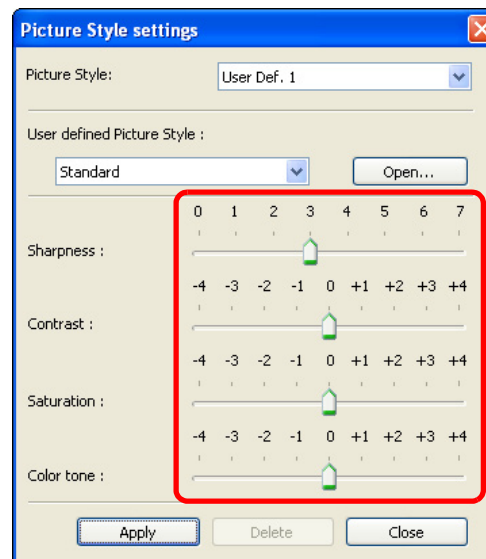 Picture Style settings
Picture Style: User Def. 1
User defined Picture Style :
Standard Open...
0 1 2 3 4 5 6 7
Sharpness :
-4 -3 -2 -1 0 +1 +2 +3 +4
Contrast :
-4 -3 -2 -1 0 +1 +2 +3 +4
Saturation :
-4 -3 -2 -1 0 +1 +2 +3 +4
Color tone :
Apply Delete Close